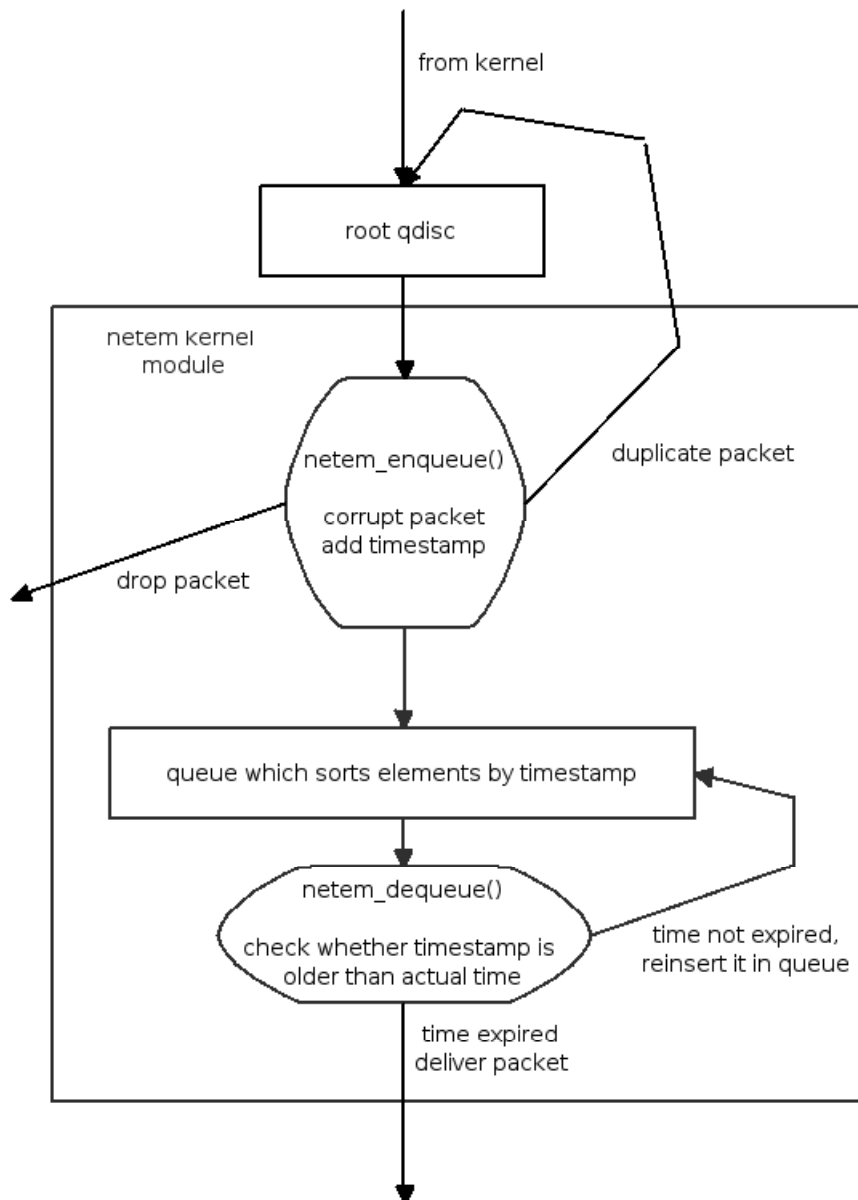 from kernel
root qdisc
netem kernel
module
netem_enqueue()
corrupt packet
add timestamp
duplicate packet
drop packet
queue which sorts elements by timestamp
netem_dequeue()
check whether timestamp is
older than actual time
time not expired,
reinsert it in queue
time expired
deliver packet